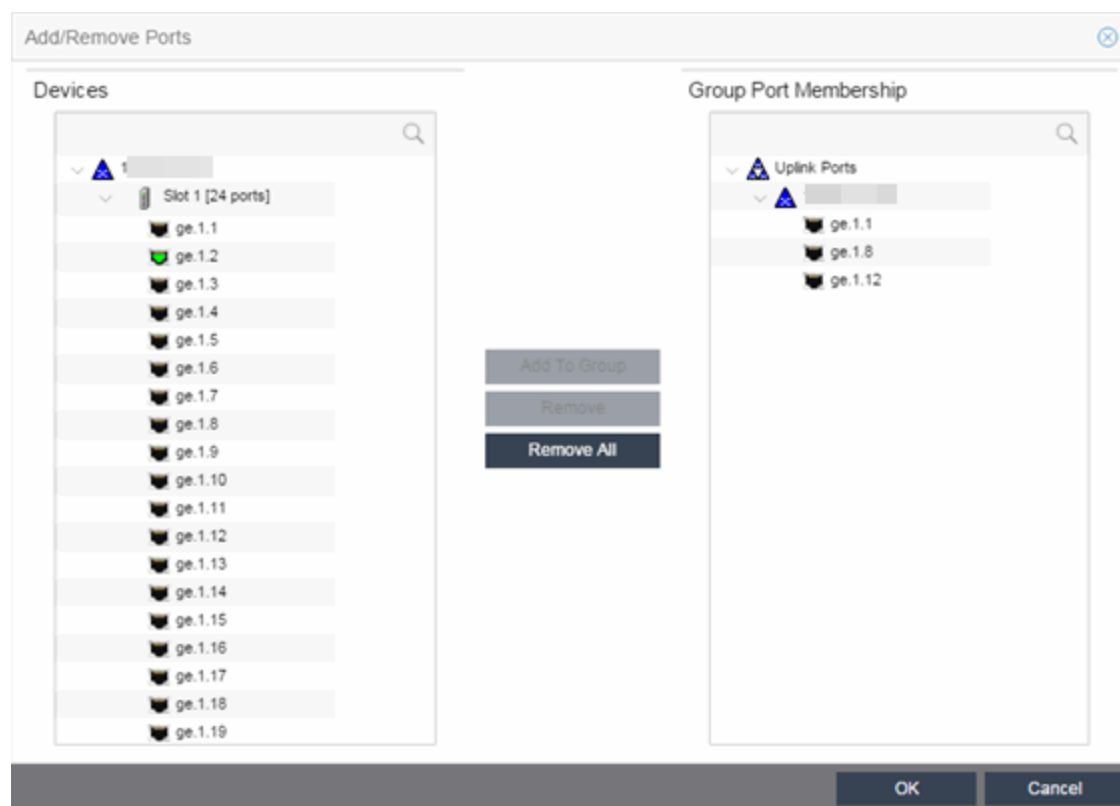 Add/Remove Ports
Devices
1
Slot 1 [24 ports]
ge.1.1
ge.1.2
ge.1.3
ge.1.4
ge.1.5
ge.1.6
ge.1.7
ge.1.8
ge.1.9
ge.1.10
ge.1.11
ge.1.12
ge.1.13
ge.1.14
ge.1.15
ge.1.16
ge.1.17
ge.1.18
ge.1.19
Add To Group
Remove
Remove All
Group Port Membership
Uplink Ports
ge.1.1
ge.1.8
ge.1.12
OK
Cancel